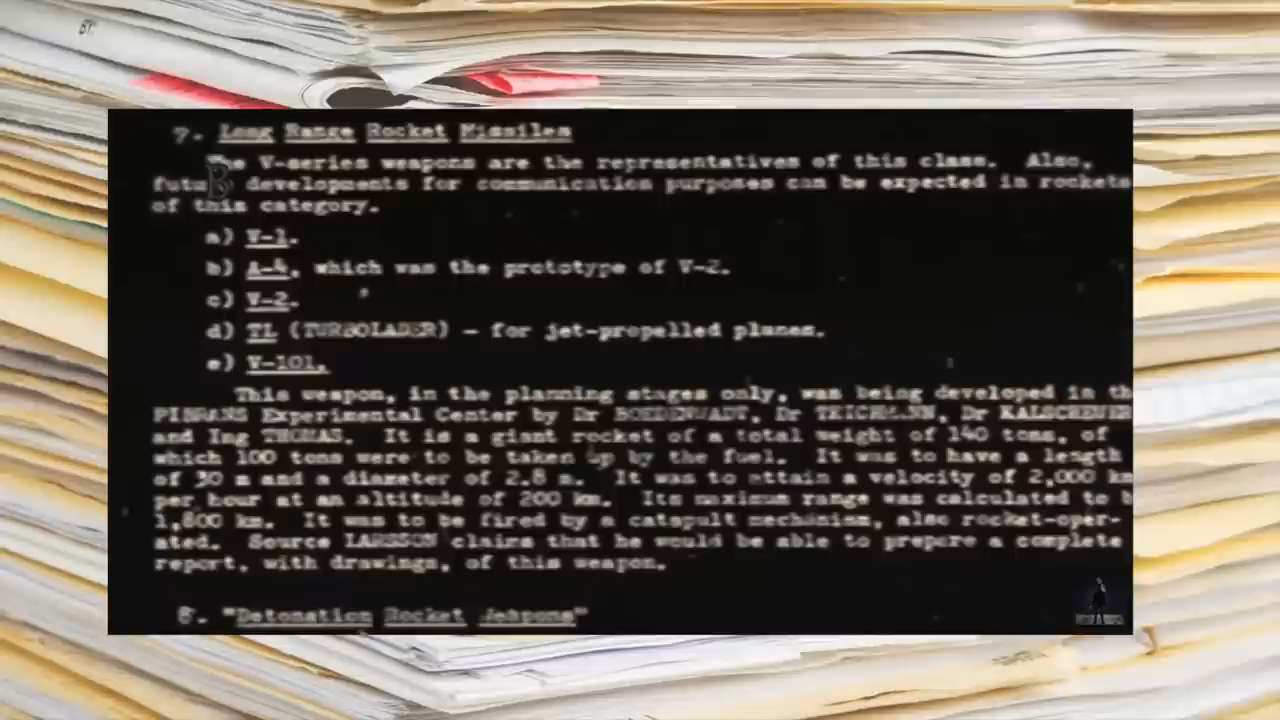 7. Long Range Rocket Missiles
The V-series weapons are the representatives of this class. Also,
developments for communication purposes can be expected in rockets
of this category.
a) V-1.
b) A-4, which was the prototype of V-2.
c) V-2.
d) TL (TURBOLADER) - for jet-propelled planes.
e) V-101.
This weapon, in the planning stages only, was being developed in th
Experimental Center by Dr BOEDEWADT, Dr TEICHMANN, Dr
and Ing THOMAS. It is a giant rocket of a total weight of 140 tons, of
which 100 tons were to be taken up by the fuel. It was to have a length
of 30 m and a diameter of 2.8 m. It was to attain a velocity of 2,000 km
per hour at an altitude of 200 km. Its maximum range was calculated to b
1,800 km. It was to be fired by a catapult mechanism, also rocket-oper-
ated. Source LARSSON claims that he would be able to prepare a complete
report, with drawings, of this weapon.
8. "Detonation Rocket